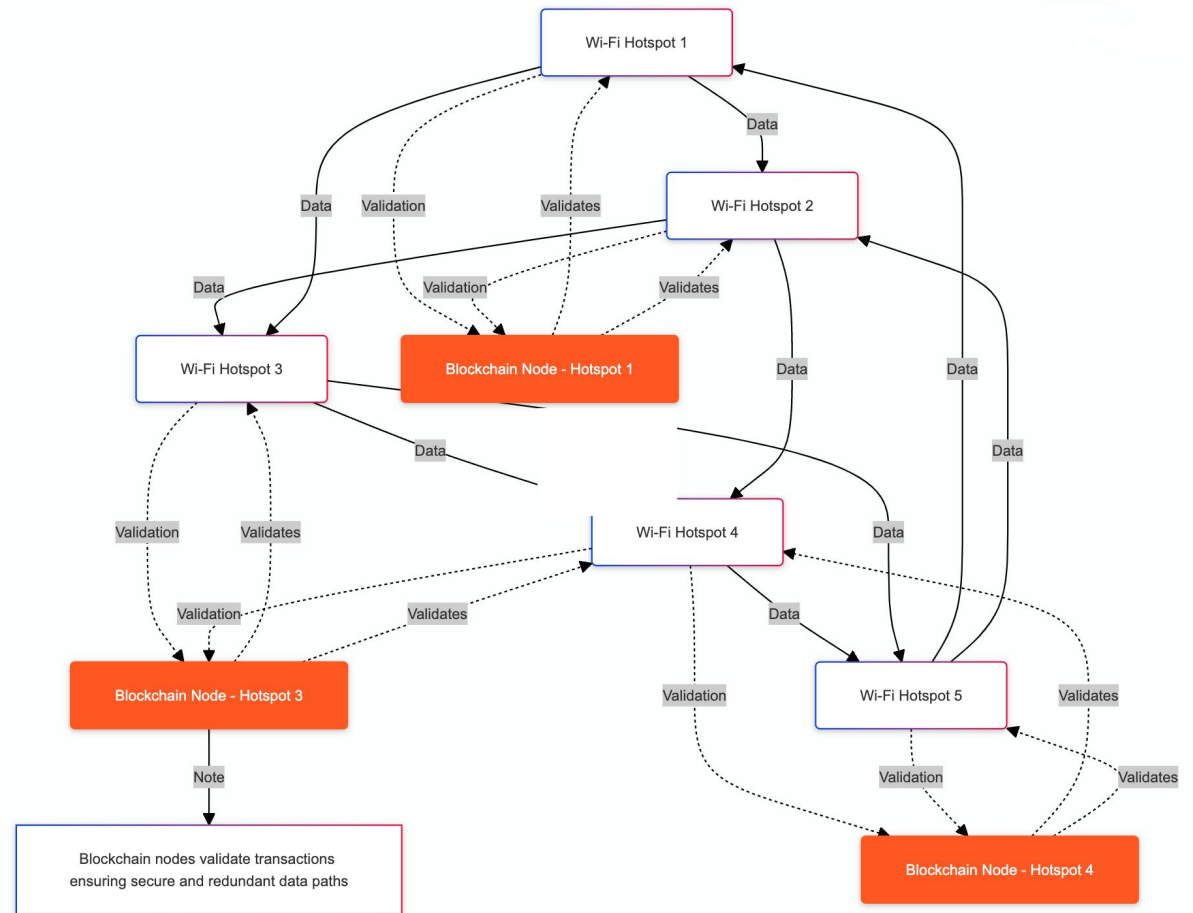 Wi-Fi Hotspot 1
Data
Wi-Fi Hotspot 2
Data
Validation
Validates
Data
Validation
Validates
Wi-Fi Hotspot 3
Blockchain Node - Hotspot 1
Data
Data
Data
Data
Validation
Validates
Wi-Fi Hotspot 4
Data
Validation
Validates
Data
Blockchain Node - Hotspot 3
Validation
Wi-Fi Hotspot 5
Validates
Note
Validation
Validates
Blockchain nodes validate transactions
ensuring secure and redundant data paths
Blockchain Node - Hotspot 4